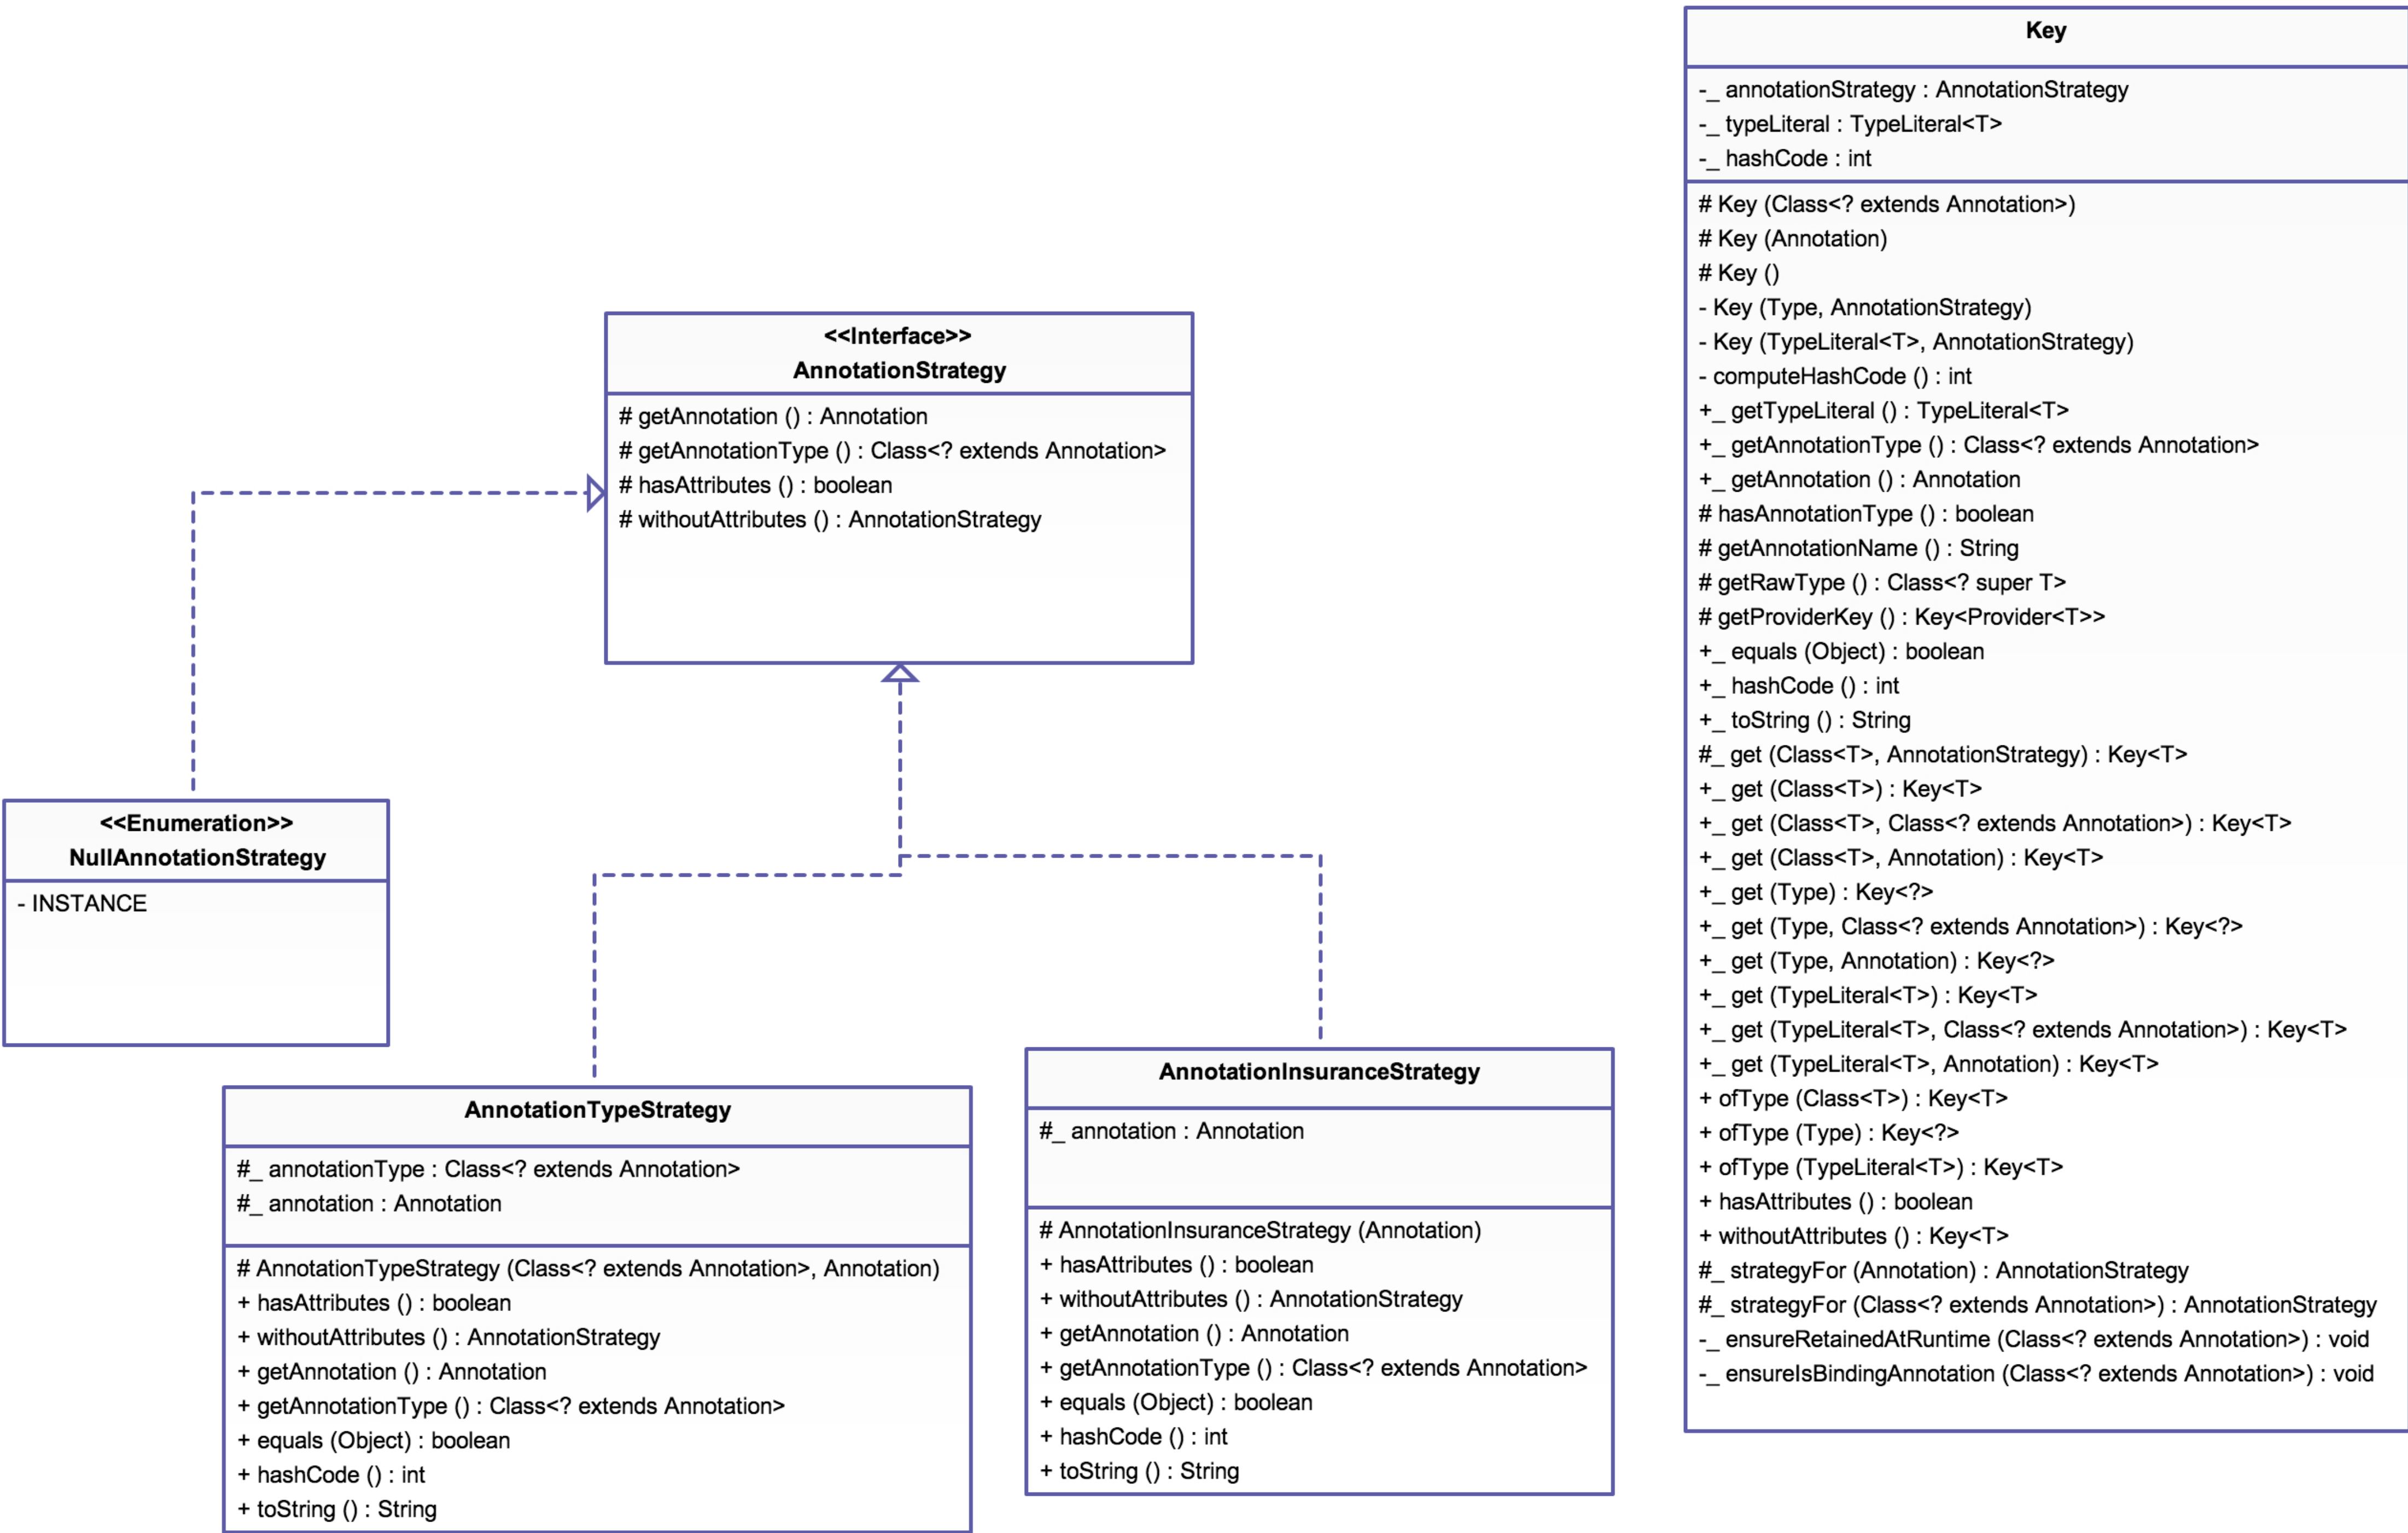 <<Interface>>
AnnotationStrategy
# getAnnotation () : Annotation
# getAnnotationType () : Class<? extends Annotation>
# hasAttributes () : boolean
# withoutAttributes () : AnnotationStrategy
<<Enumeration>>
NullAnnotationStrategy
- INSTANCE
AnnotationTypeStrategy
#_ annotationType : Class<? extends Annotation>
#_ annotation : Annotation
# AnnotationTypeStrategy (Class<? extends Annotation>, Annotation)
+ hasAttributes () : boolean
+ withoutAttributes () : AnnotationStrategy
+ getAnnotation () : Annotation
+ getAnnotationType () : Class<? extends Annotation>
+ equals (Object) : boolean
+ hashCode () : int
+ toString () : String
AnnotationInsuranceStrategy
#_ annotation : Annotation
# AnnotationInsuranceStrategy (Annotation)
+ hasAttributes () : boolean
+ withoutAttributes () : AnnotationStrategy
+ getAnnotation () : Annotation
+ getAnnotationType () : Class<? extends Annotation>
+ equals (Object) : boolean
+ hashCode () : int
+ toString () : String
Key
-_ annotationStrategy : AnnotationStrategy
-_ typeLiteral : TypeLiteral<T>
-_ hashCode : int
# Key (Class<? extends Annotation>)
# Key (Annotation)
# Key ()
- Key (Type, AnnotationStrategy)
- Key (TypeLiteral<T>, AnnotationStrategy)
- computeHashCode () : int
+_ getTypeLiteral () : TypeLiteral<T>
+_ getAnnotationType () : Class<? extends Annotation>
+_ getAnnotation () : Annotation
# hasAnnotationType () : boolean
# getAnnotationName () : String
# getRawType () : Class<? super T>
# getProviderKey () : Key<Provider<T>>
+_ equals (Object) : boolean
+_ hashCode () : int
+_ toString () : String
#_ get (Class<T>, AnnotationStrategy) : Key<T>
+_ get (Class<T>) : Key<T>
+_ get (Class<T>, Class<? extends Annotation>) : Key<T>
+_ get (Class<T>, Annotation) : Key<T>
+_ get (Type) : Key<?>
+_ get (Type, Class<? extends Annotation>) : Key<?>
+_ get (Type, Annotation) : Key<?>
+_ get (TypeLiteral<T>) : Key<T>
+_ get (TypeLiteral<T>, Class<? extends Annotation>) : Key<T>
+_ get (TypeLiteral<T>, Annotation) : Key<T>
+ ofType (Class<T>) : Key<T>
+ ofType (Type) : Key<?>
+ ofType (TypeLiteral<T>) : Key<T>
+ hasAttributes () : boolean
+ withoutAttributes () : Key<T>
#_ strategyFor (Annotation) : AnnotationStrategy
#_ strategyFor (Class<? extends Annotation>) : AnnotationStrategy
-_ ensureRetainedAtRuntime (Class<? extends Annotation>) : void
-_ ensureIsBindingAnnotation (Class<? extends Annotation>) : void